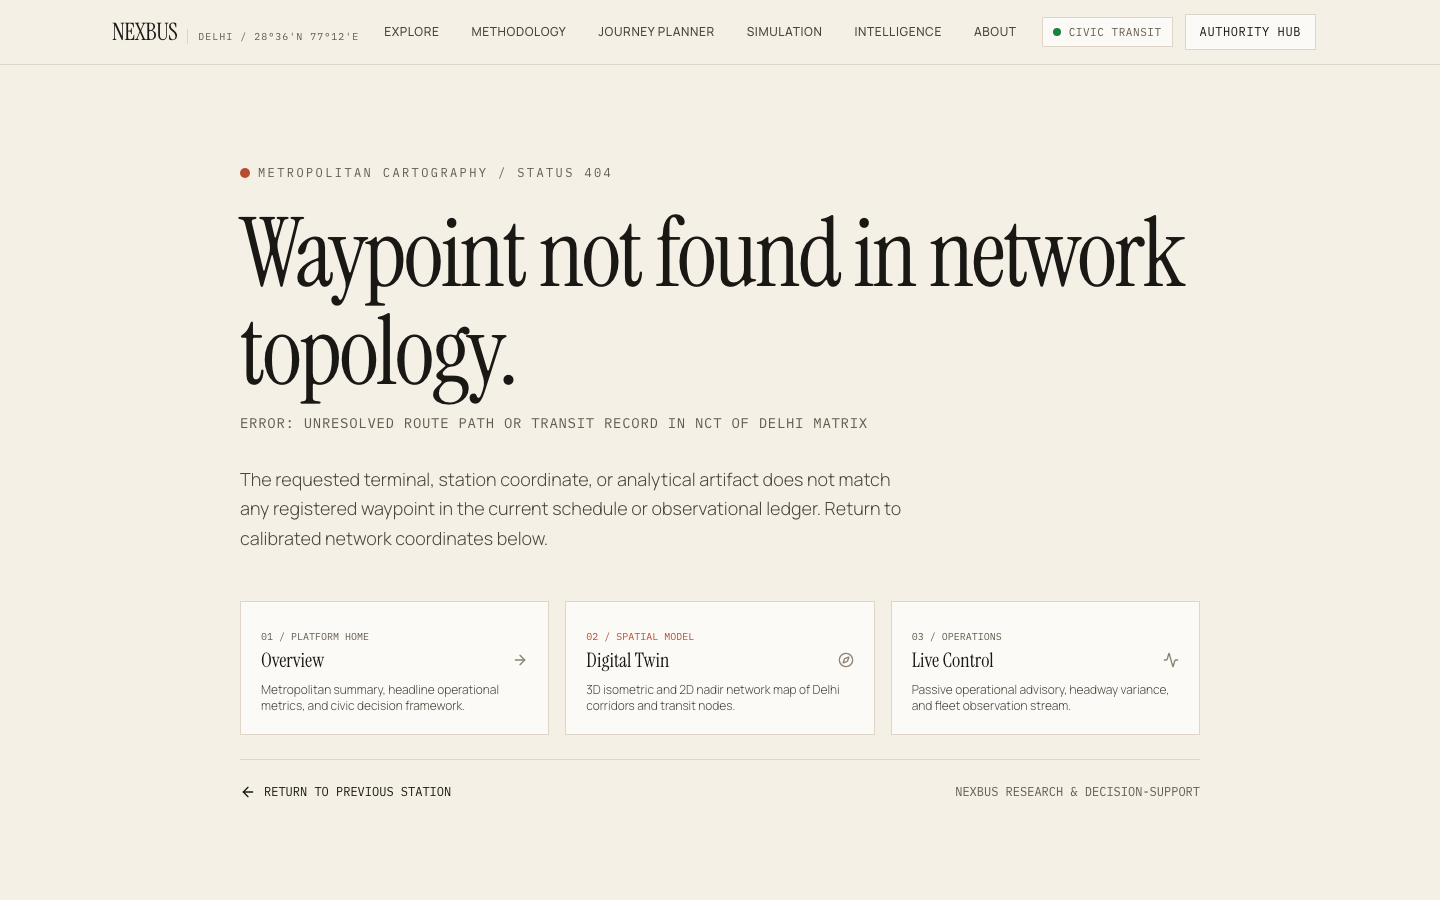 NEXBUS
DELHI / 28°36'N 77°12'E
EXPLORE
METHODOLOGY
JOURNEY PLANNER
SIMULATION
INTELLIGENCE
ABOUT
CIVIC TRANSIT
AUTHORITY HUB
METROPOLITAN CARTOGRAPHY / STATUS 404
Waypoint not found in network
topology.
ERROR: UNRESOLVED ROUTE PATH OR TRANSIT RECORD IN NCT OF DELHI MATRIX
The requested terminal, station coordinate, or analytical artifact does not match
any registered waypoint in the current schedule or observational ledger. Return to
calibrated network coordinates below.
01 / PLATFORM HOME
Overview
Metropolitan summary, headline operational
metrics, and civic decision framework.
02 / SPATIAL MODEL
Digital Twin
3D isometric and 2D nadir network map of Delhi
corridors and transit nodes.
03 / OPERATIONS
Live Control
Passive operational advisory, headway variance,
and fleet observation stream.
RETURN TO PREVIOUS STATION
NEXBUS RESEARCH & DECISION-SUPPORT